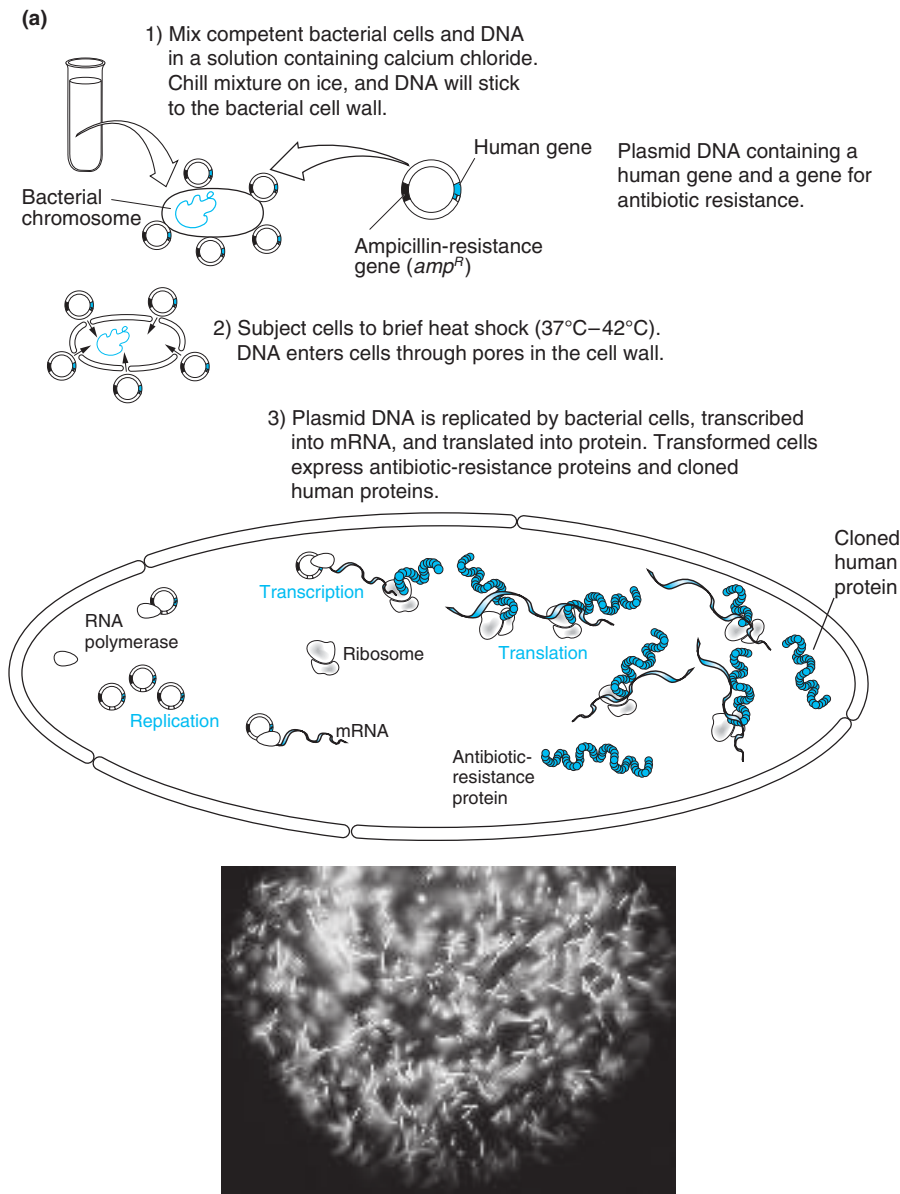 (a)
1) Mix competent bacterial cells and DNA
in a solution containing calcium chloride.
Chill mixture on ice, and DNA will stick
to the bacterial cell wall.
Human gene
Plasmid DNA containing a
human gene and a gene for
antibiotic resistance.
Bacterial
chromosome
Ampicillin-resistance
gene (ampᴿ)
2) Subject cells to brief heat shock (37°C–42°C).
DNA enters cells through pores in the cell wall.
3) Plasmid DNA is replicated by bacterial cells, transcribed
into mRNA, and translated into protein. Transformed cells
express antibiotic-resistance proteins and cloned
human proteins.
Cloned
human
protein
Transcription
RNA
polymerase
Ribosome
Translation
Replication
mRNA
Antibiotic-
resistance
protein